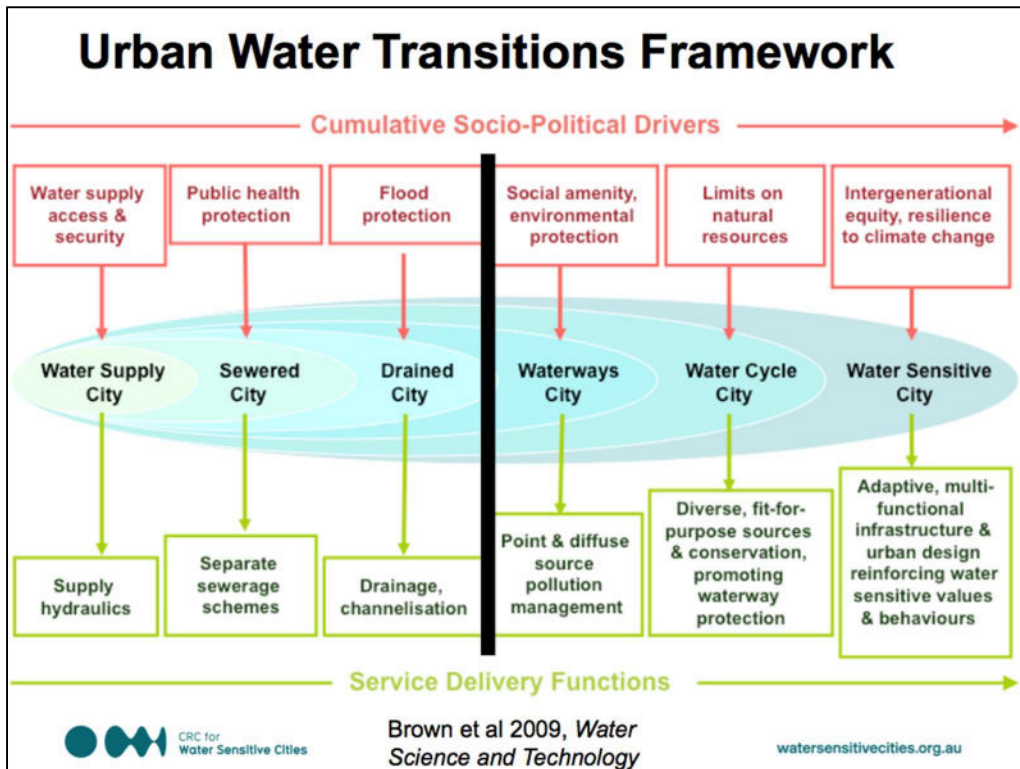 Urban Water Transitions Framework
Cumulative Socio-Political Drivers
Water supply
access &
security
Public health
protection
Flood
protection
Social amenity,
environmental
protection
Limits on
natural
resources
Intergenerational
equity, resilience
to climate change
Water Supply
City
Sewered
City
Drained
City
Waterways
City
Water Cycle
City
Water Sensitive
City
Supply
hydraulics
Separate
sewerage
schemes
Drainage,
channelisation
Point & diffuse
source
pollution
management
Diverse, fit-for-
purpose sources
& conservation,
promoting
waterway
protection
Adaptive, multi-
functional
infrastructure &
urban design
reinforcing water
sensitive values
& behaviours
Service Delivery Functions
CRC for
Water Sensitive Cities
Brown et al 2009, Water
Science and Technology
watersensitivecities.org.au